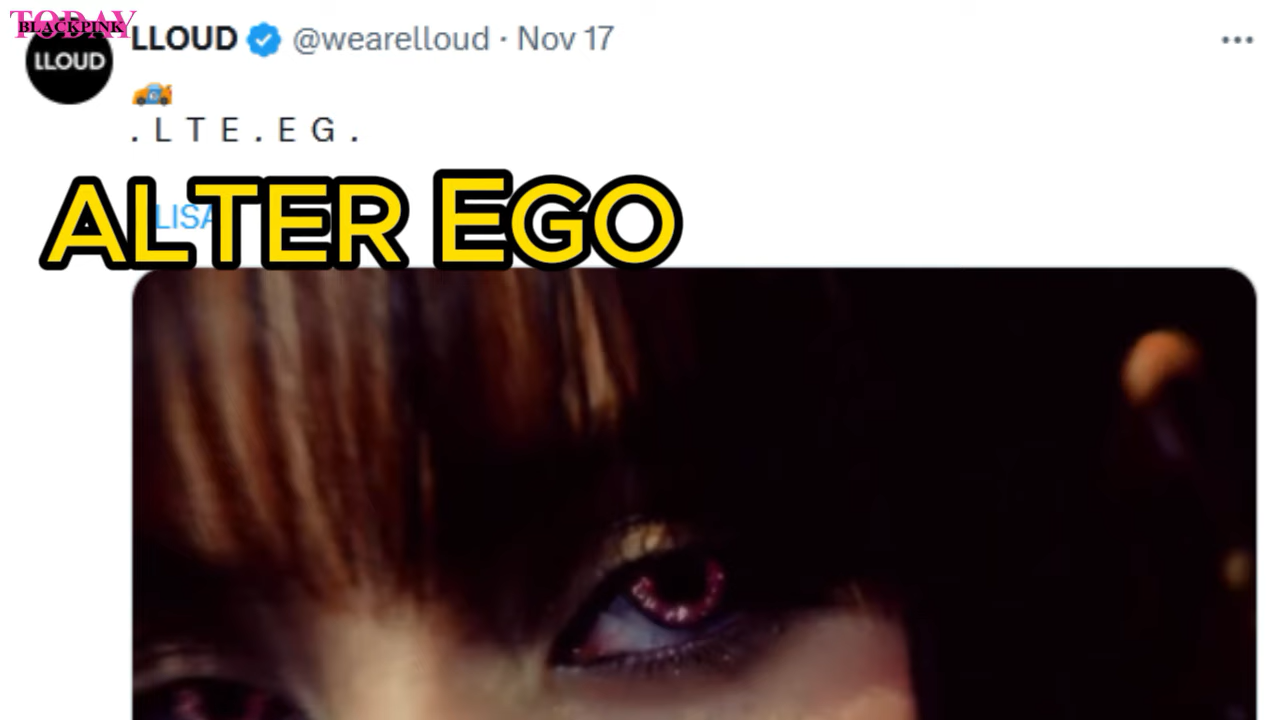 TODAY
BLACKPINK
LLOUD @wearelloud · Nov 17
LLOUD
. L T E . E G .
ALTER EGO
LISA